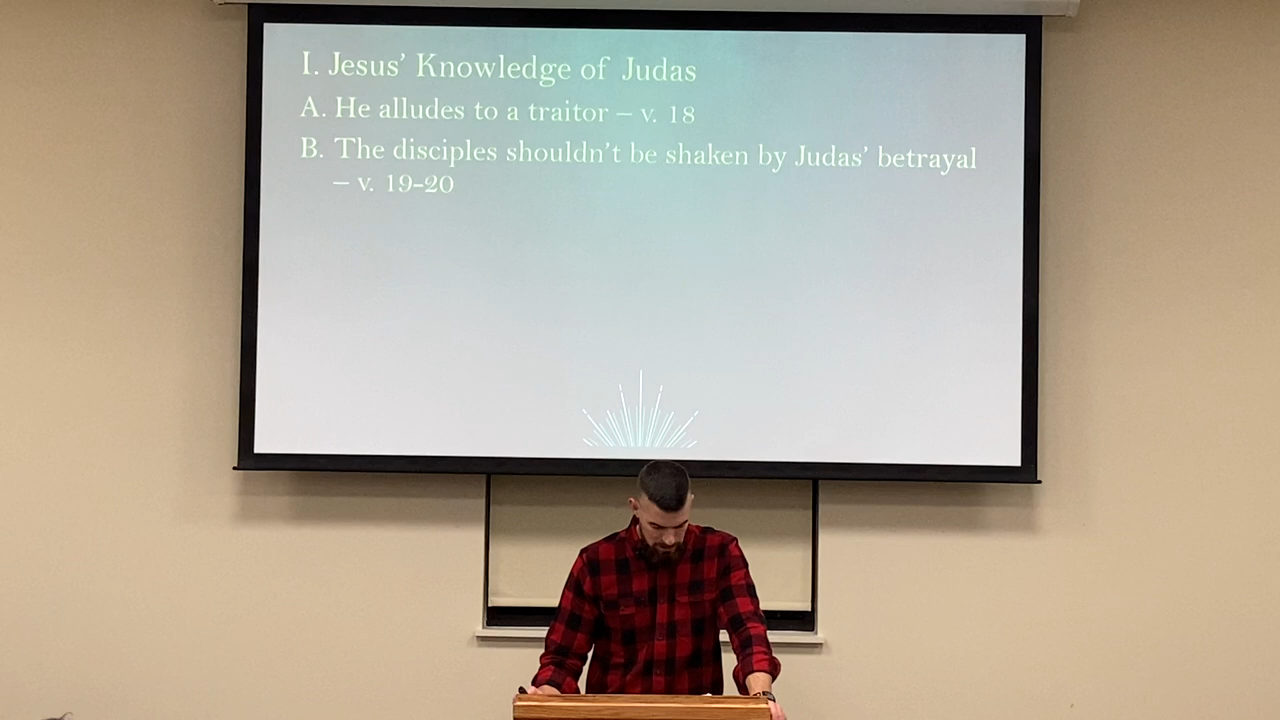 I. Jesus’ Knowledge of Judas
A. He alludes to a traitor – v. 18
B. The disciples shouldn’t be shaken by Judas’ betrayal
– v. 19-20